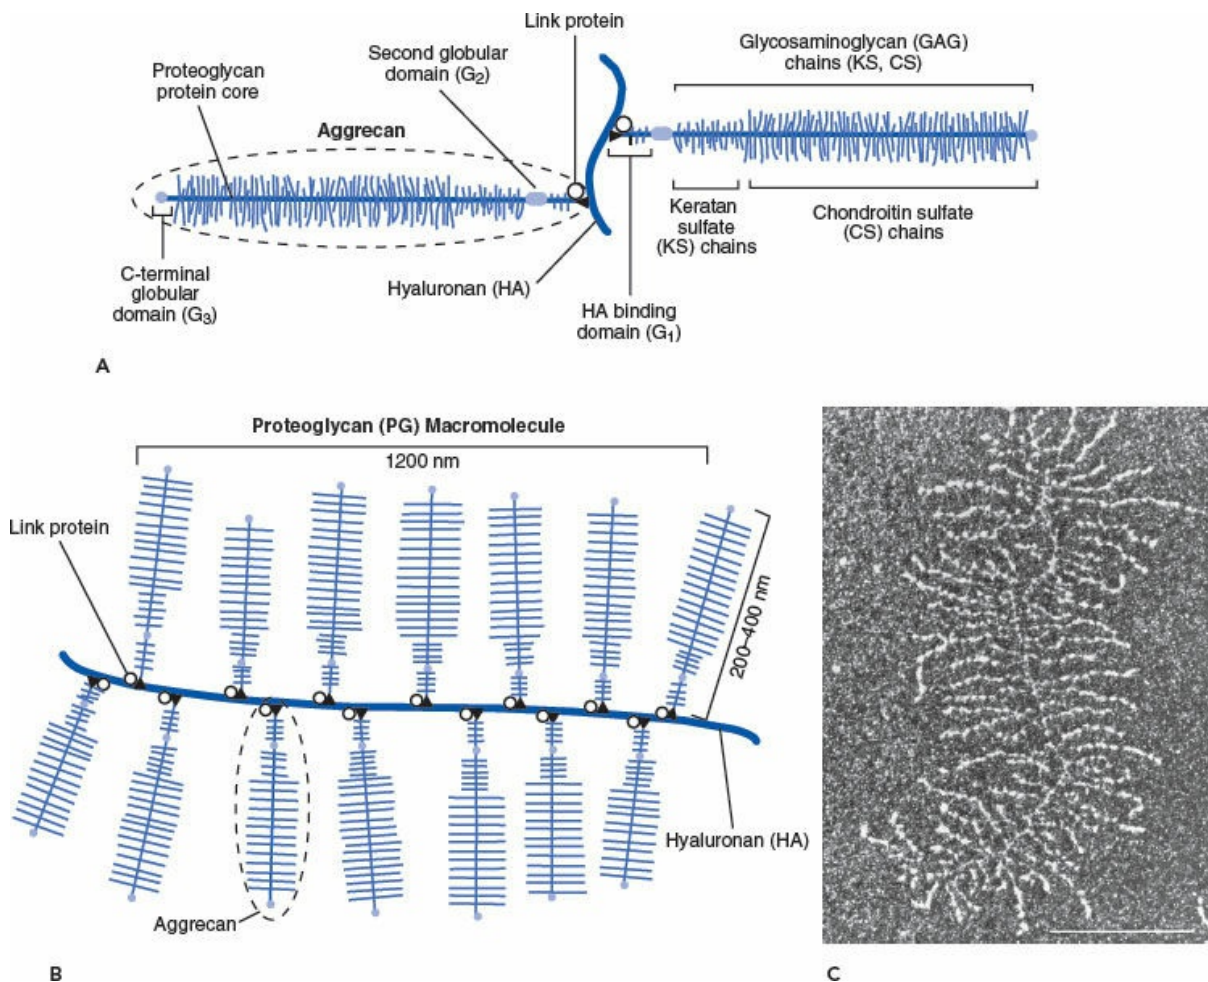 Link protein
Second globular
domain (G2)
Glycosaminoglycan (GAG)
chains (KS, CS)
Proteoglycan
protein core
Aggrecan
Keratan
sulfate
(KS) chains
Chondroitin sulfate
(CS) chains
C-terminal
globular
domain (G3)
Hyaluronan (HA)
HA binding
domain (G1)
A
Proteoglycan (PG) Macromolecule
1200 nm
Link protein
200–400 nm
Hyaluronan (HA)
Aggrecan
B
C